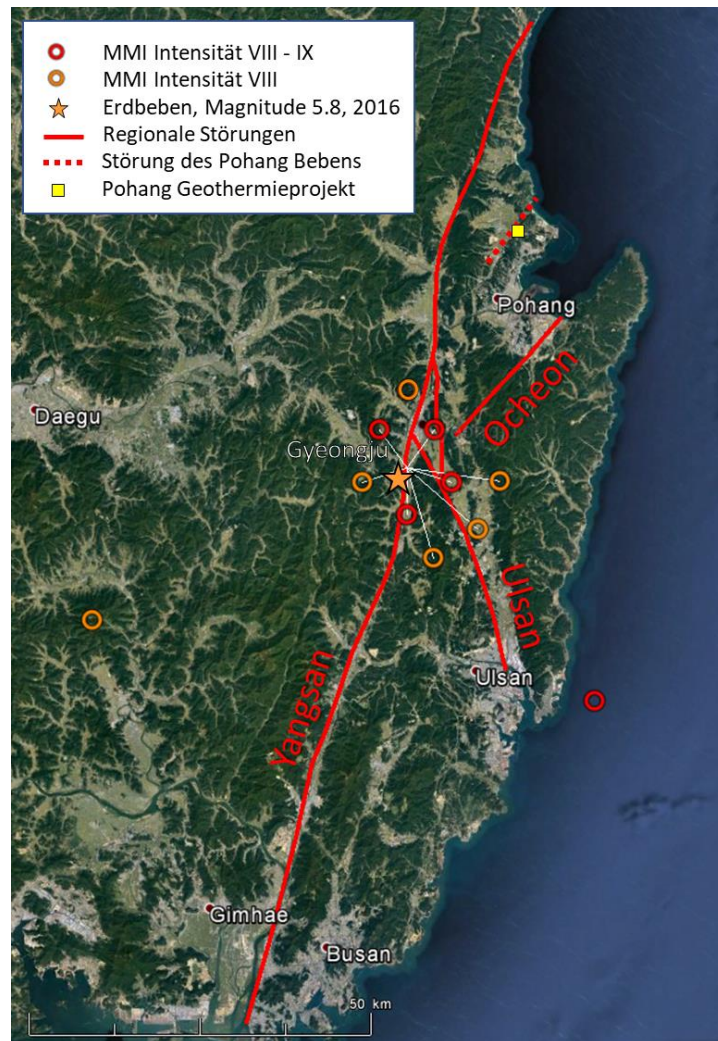 MMI Intensität VIII - IX
MMI Intensität VIII
Erdbeben, Magnitude 5.8, 2016
Regionale Störungen
Störung des Pohang Bebens
Pohang Geothermieprojekt
Pohang
Ocheon
Daegu
Gyeongju
Ulsan
Ulsan
Yangsan
Gimhae
Busan
50 km